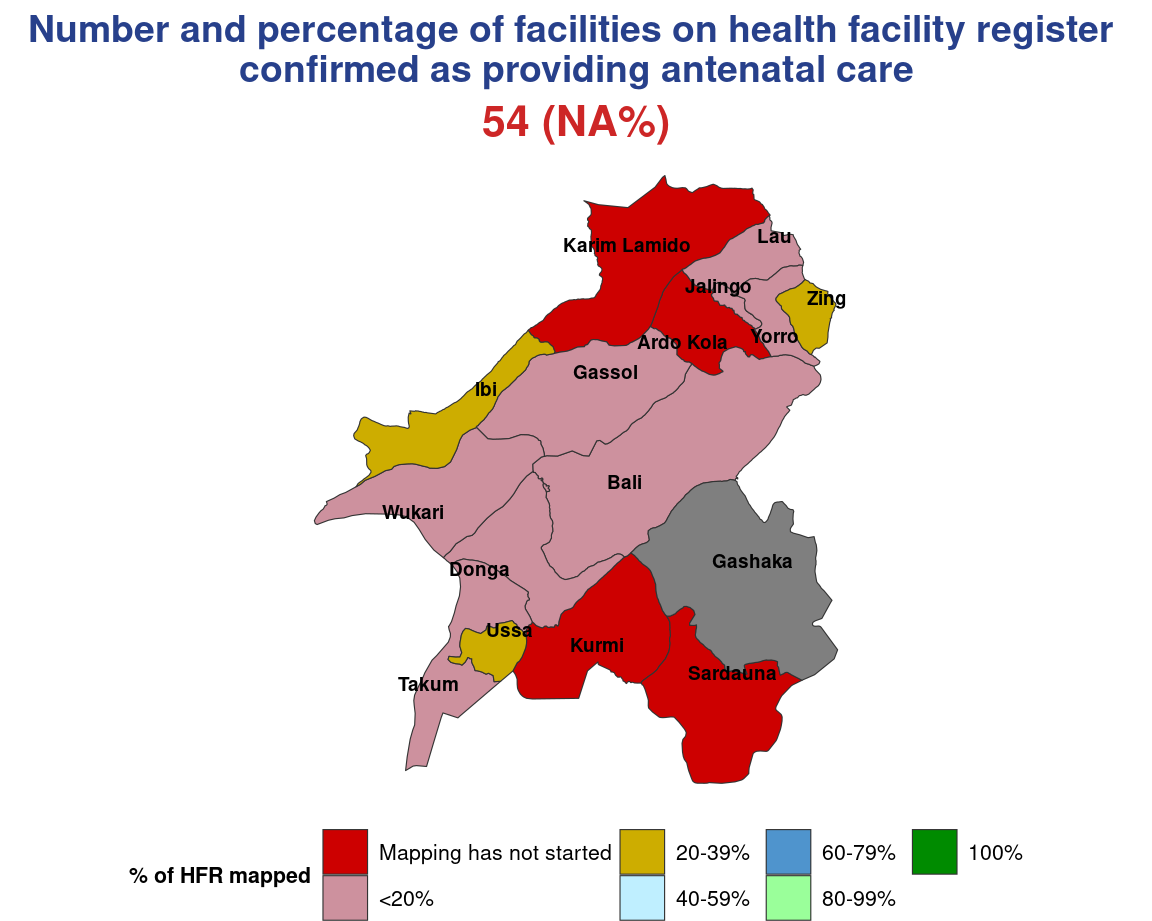 Number and percentage of facilities on health facility register
confirmed as providing antenatal care
54 (NA%)
Karim Lamido
Lau
Jalingo
Zing
Ardo Kola
Yorro
Gassol
Ibi
Bali
Wukari
Gashaka
Donga
Ussa
Kurmi
Sardauna
Takum
% of HFR mapped
Mapping has not started
<20%
20-39%
40-59%
60-79%
80-99%
100%